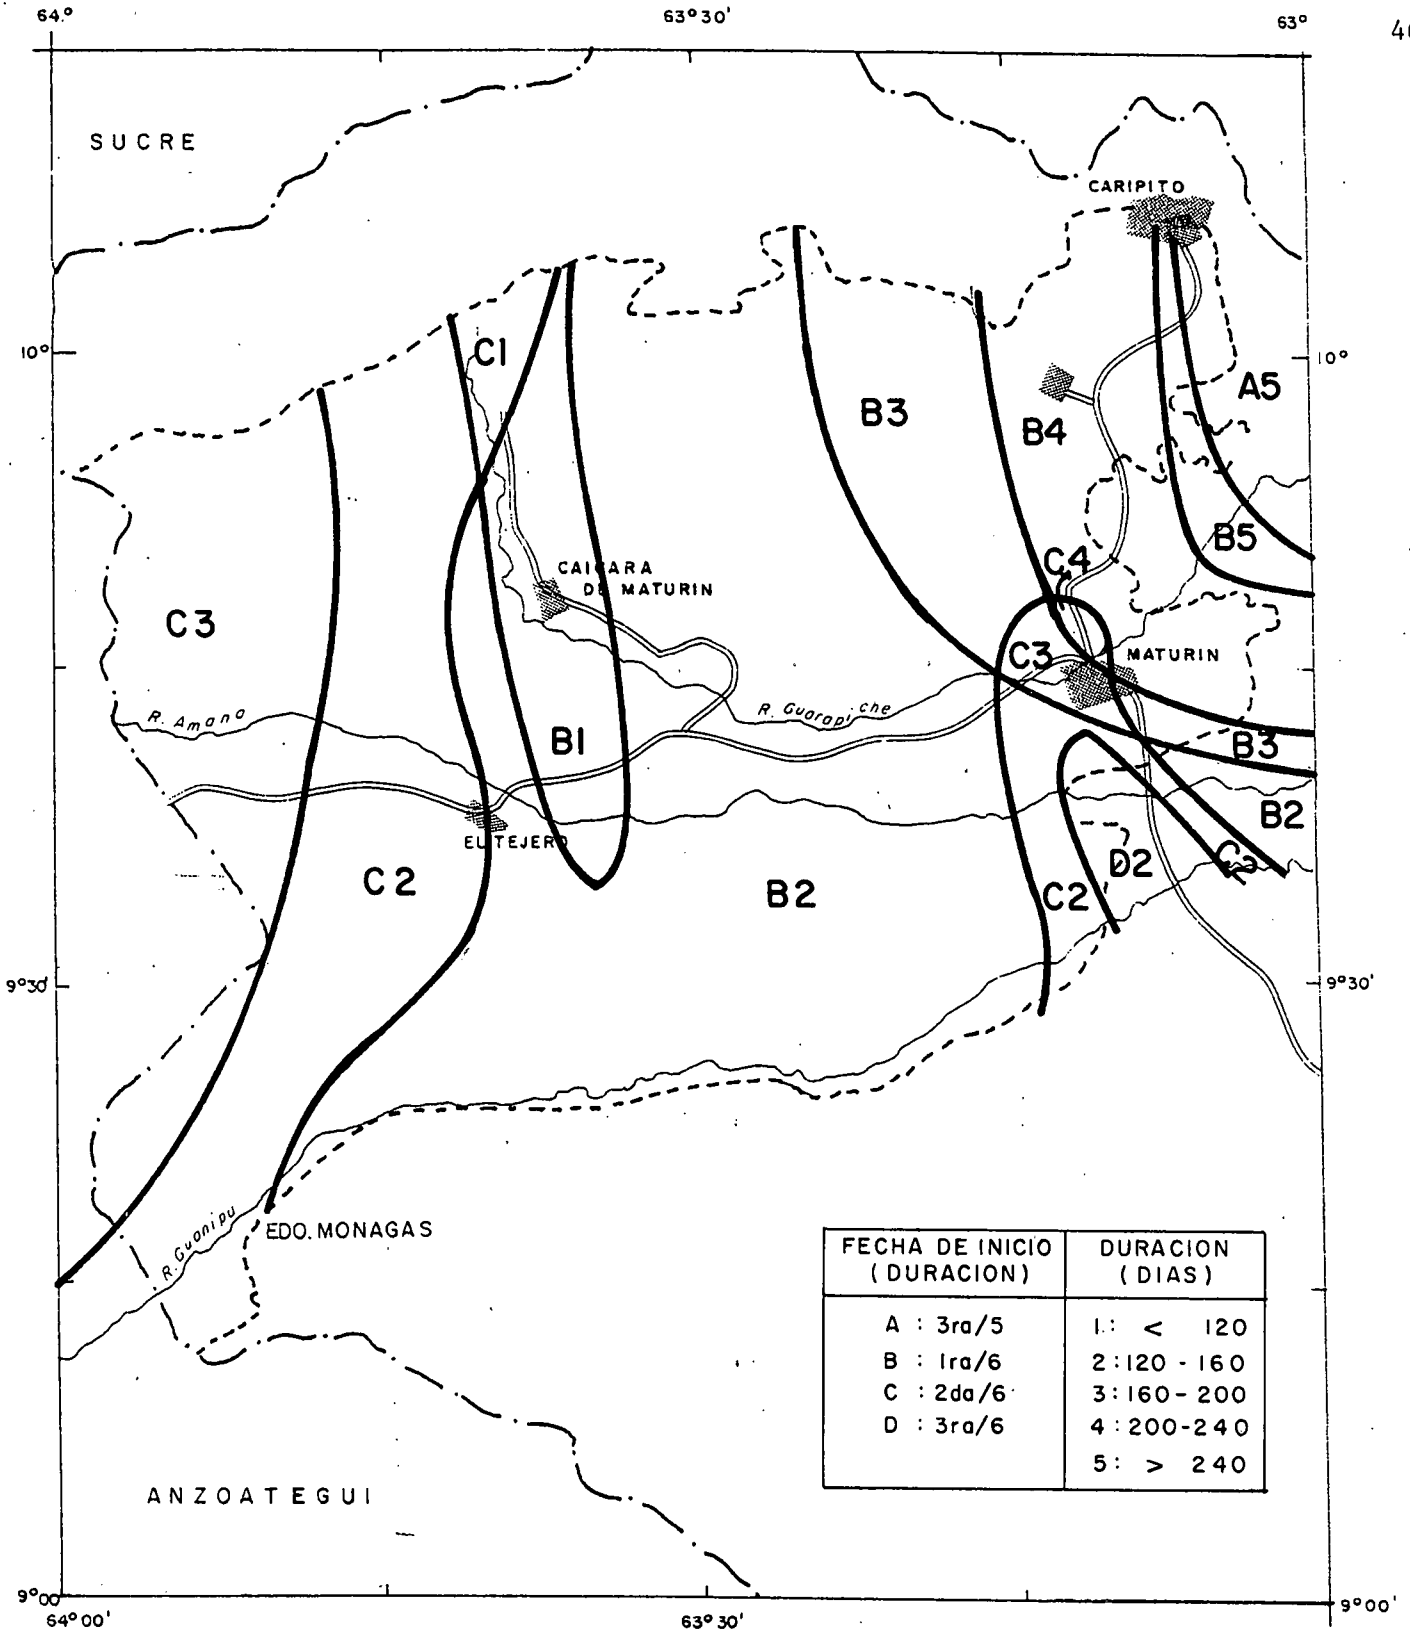 64°
63°30'
63°
SUCRE
CARIPITO
10°
C1
10°
A5
B3
B4
B5
C4
CAICARA
DE MATURIN
C3
C3
MATURIN
R. Amana
R. Guarapiche
B1
B3
B2
EL TEJERO
D2
C2
B2
C2
9°30'
9°30'
R. Guanipu
EDO. MONAGAS
FECHA DE INICIO
(DURACION)
DURACION
(DIAS)
A : 3ra/5
1: < 120
B : 1ra/6
2: 120 - 160
C : 2da/6
3: 160 - 200
D : 3ra/6
4: 200-240
5: > 240
ANZOATEGUI
9°00'
9°00'
64°00'
63°30'